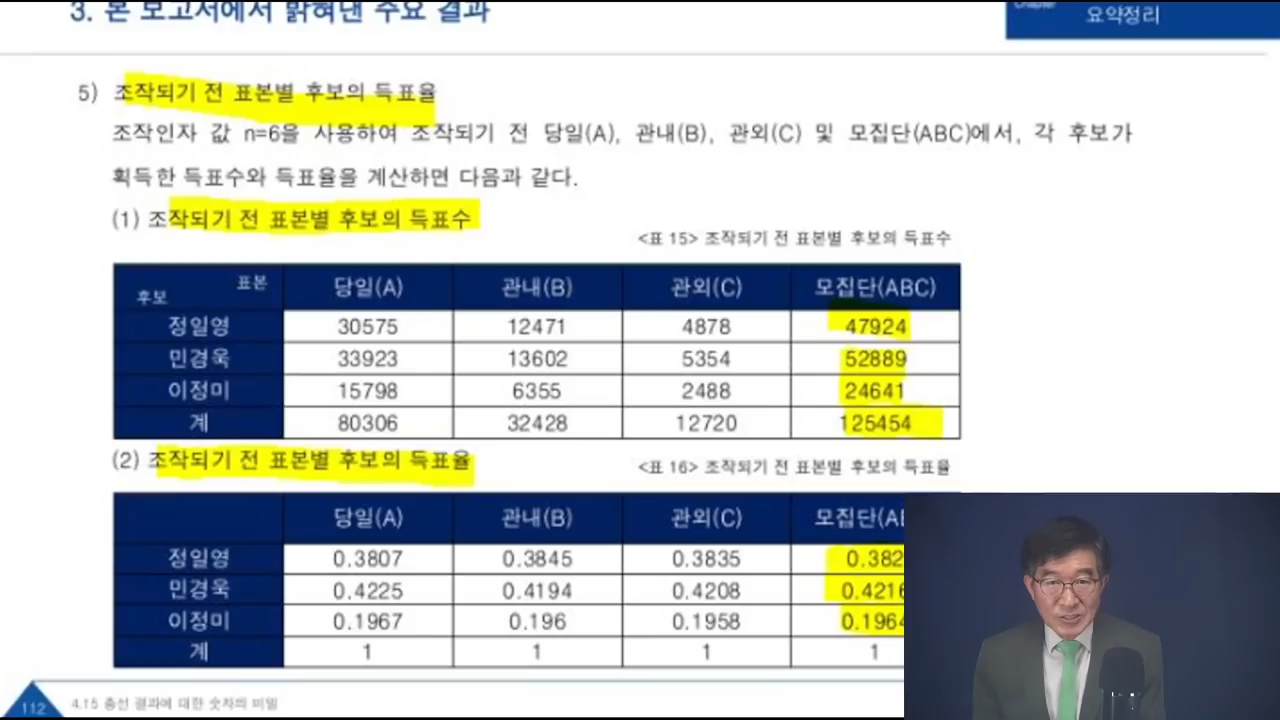 3. 본 보고서에서 밝혀낸 주요 결과
Chapter
요약정리
5) 조작되기 전 표본별 후보의 득표율
조작인자 값 n=6을 사용하여 조작되기 전 당일(A), 관내(B), 관외(C) 및 모집단(ABC)에서, 각 후보가
획득한 득표수와 득표율을 계산하면 다음과 같다.
(1) 조작되기 전 표본별 후보의 득표수
<표 15> 조작되기 전 표본별 후보의 득표수
표본 후보 당일(A) 관내(B) 관외(C) 모집단(ABC)
정일영 30575 12471 4878 47924
민경욱 33923 13602 5354 52889
이정미 15798 6355 2488 24641
계 80306 32428 12720 125454
(2) 조작되기 전 표본별 후보의 득표율
<표 16> 조작되기 전 표본별 후보의 득표율
당일(A) 관내(B) 관외(C) 모집단(AB
정일영 0.3807 0.3845 0.3835 0.382
민경욱 0.4225 0.4194 0.4208 0.4216
이정미 0.1967 0.196 0.1958 0.1964
계 1 1 1 1
112 4.15 총선 결과에 대한 숫자의 비밀